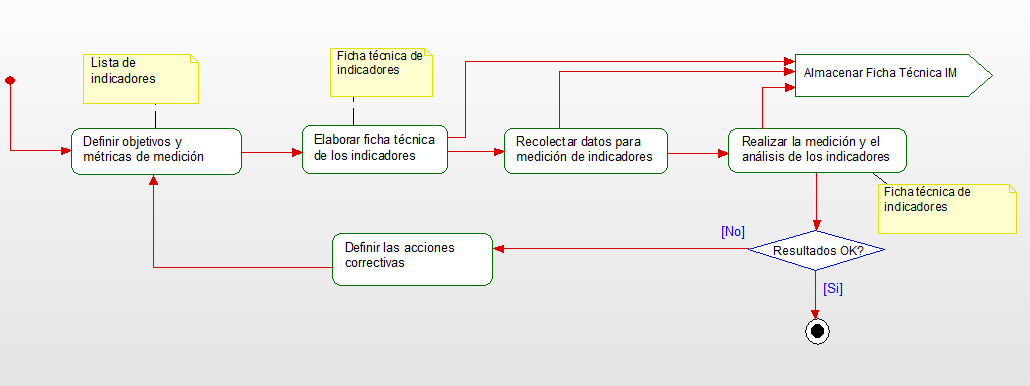 Lista de
indicadores
Ficha técnica de
indicadores
Almacenar Ficha Técnica IM
Definir objetivos y
métricas de medición
Elaborar ficha técnica
de los indicadores
Recolectar datos para
medición de indicadores
Realizar la medición y el
análisis de los indicadores
Ficha técnica de
indicadores
[No]
Definir las acciones
correctivas
Resultados OK?
[Si]